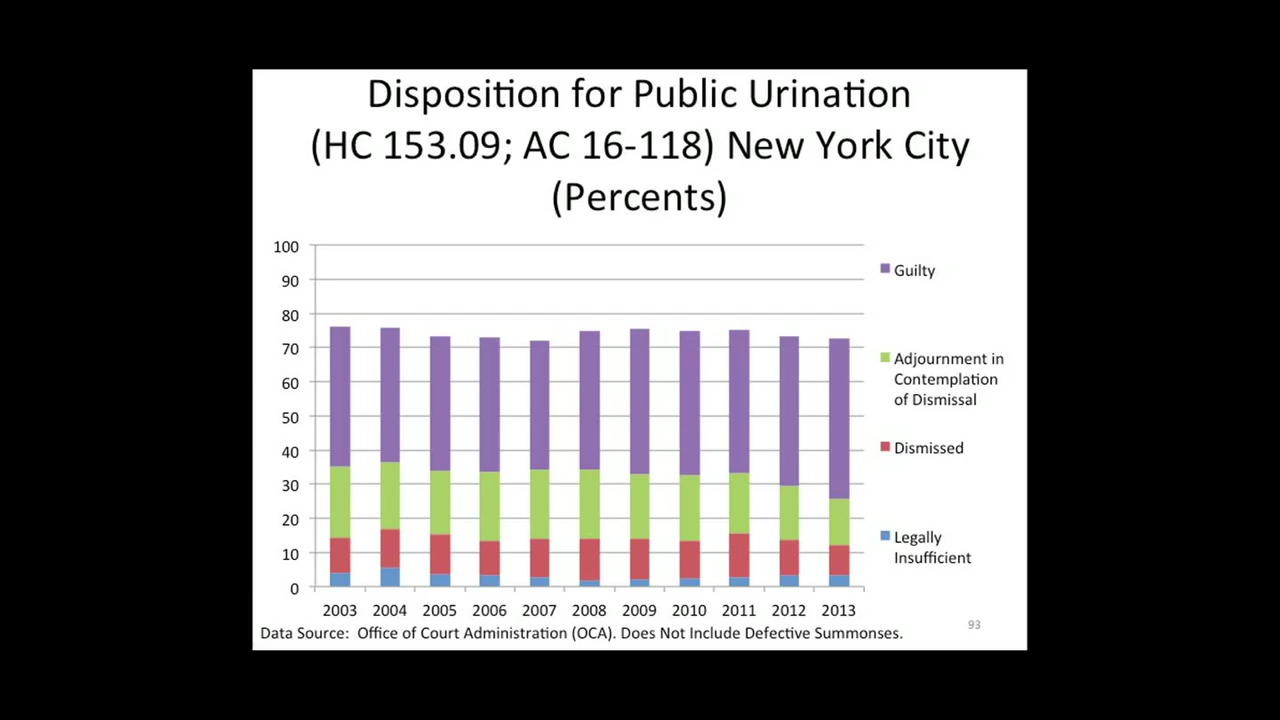 Disposition for Public Urination
(HC 153.09; AC 16-118) New York City
(Percents)
100
90
80
70
60
50
40
30
20
10
0
2003 2004 2005 2006 2007 2008 2009 2010 2011 2012 2013
Guilty
Adjournment in
Contemplation
of Dismissal
Dismissed
Legally
Insufficient
Data Source: Office of Court Administration (OCA). Does Not Include Defective Summonses.
93